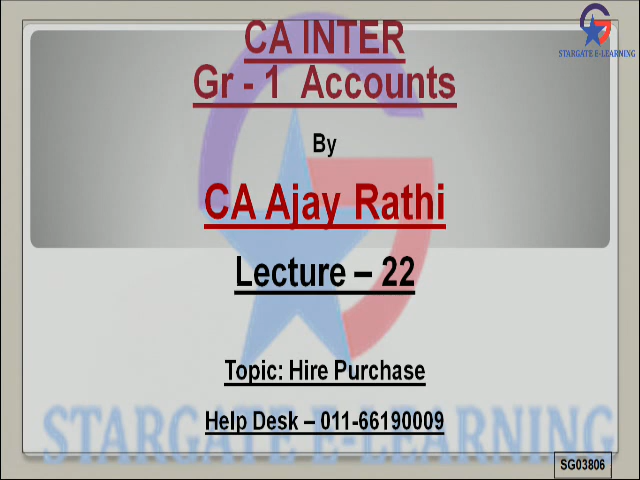 STARGATE E-LEARNING
CA INTER
Gr - 1 Accounts
By
CA Ajay Rathi
Lecture – 22
Topic: Hire Purchase
Help Desk – 011-66190009
STARGATE E-LEARNING
SG03806